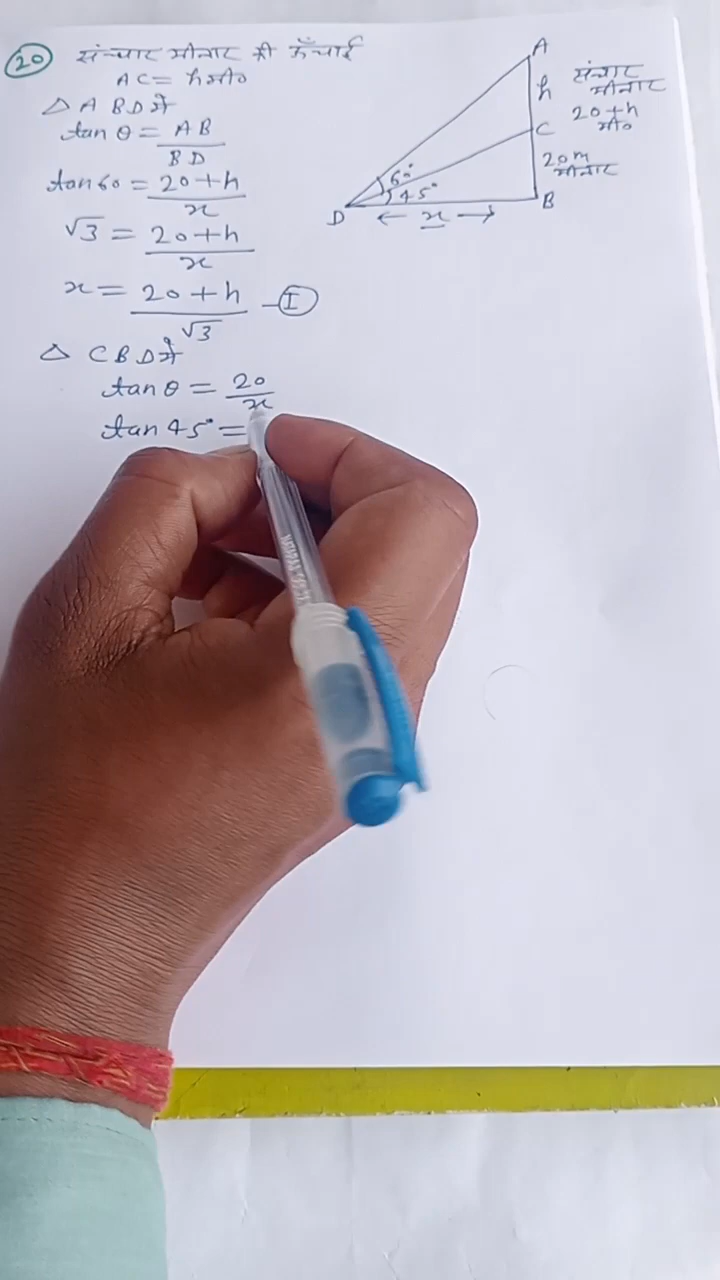 20 संचार मीनार की ऊँचाई
AC = h मी०
△ ABD में
tan θ = AB / BD
tan 60 = 20+h / x
√3 = 20+h / x
x = 20+h / √3 - I
△ CBD में
tan θ = 20 / x
tan 45° =
A
h संचार मीनार
20+h मी०
C
20m मीनार
60°
45°
D ← x → B